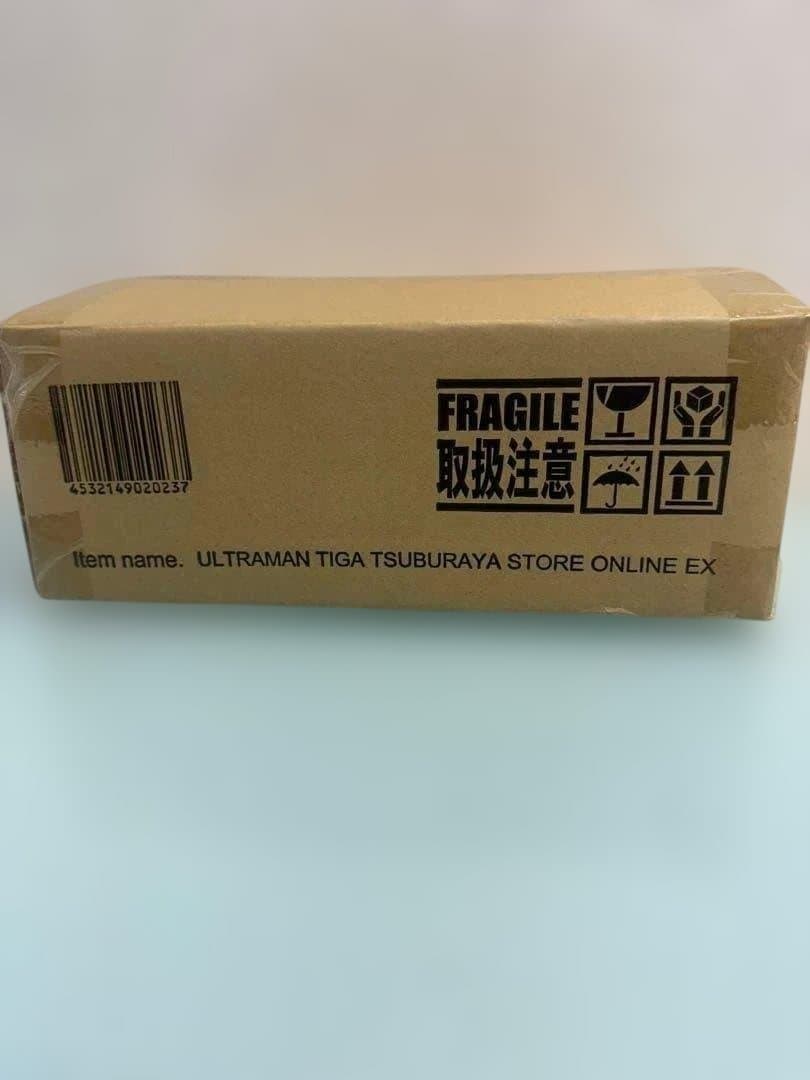 FRAGILE
取扱注意
4532149020237
Item name. ULTRAMAN TIGA TSUBURAYA STORE ONLINE EX